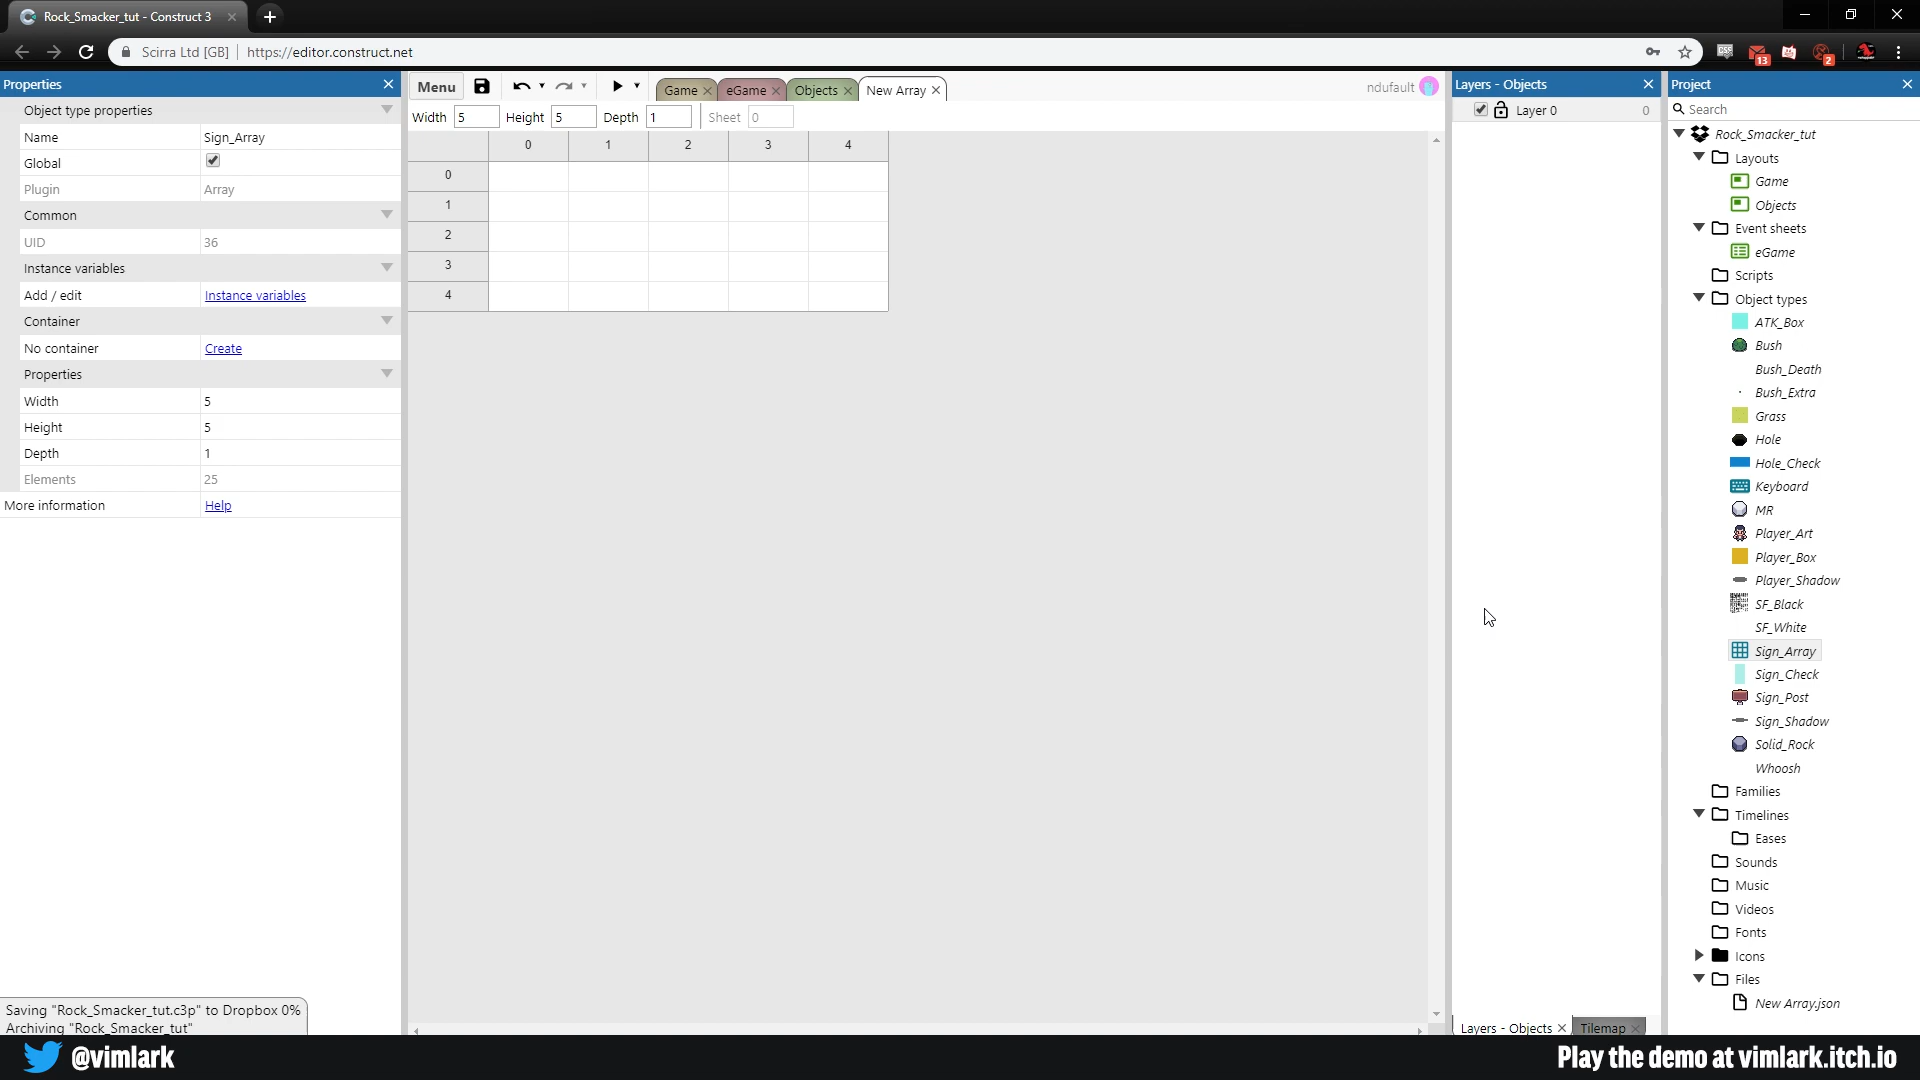 Rock_Smacker_tut - Construct 3
Scirra Ltd [GB] https://editor.construct.net
13
2
Properties
Object type properties
Name Sign_Array
Global
Plugin Array
Common
UID 36
Instance variables
Add / edit Instance variables
Container
No container Create
Properties
Width 5
Height 5
Depth 1
Elements 25
More information Help
Saving "Rock_Smacker_tut.c3p" to Dropbox 0%
Archiving "Rock_Smacker_tut"
Menu
Game
eGame
Objects
New Array
ndufault
Width 5 Height 5 Depth 1 Sheet 0
0 1 2 3 4
0
1
2
3
4
Layers - Objects
Layer 0 0
Layers - Objects
Tilemap
Project
Search
Rock_Smacker_tut
Layouts
Game
Objects
Event sheets
eGame
Scripts
Object types
ATK_Box
Bush
Bush_Death
Bush_Extra
Grass
Hole
Hole_Check
Keyboard
MR
Player_Art
Player_Box
Player_Shadow
SF_Black
SF_White
Sign_Array
Sign_Check
Sign_Post
Sign_Shadow
Solid_Rock
Whoosh
Families
Timelines
Eases
Sounds
Music
Videos
Fonts
Icons
Files
New Array.json
@vimlark
Play the demo at vimlark.itch.io